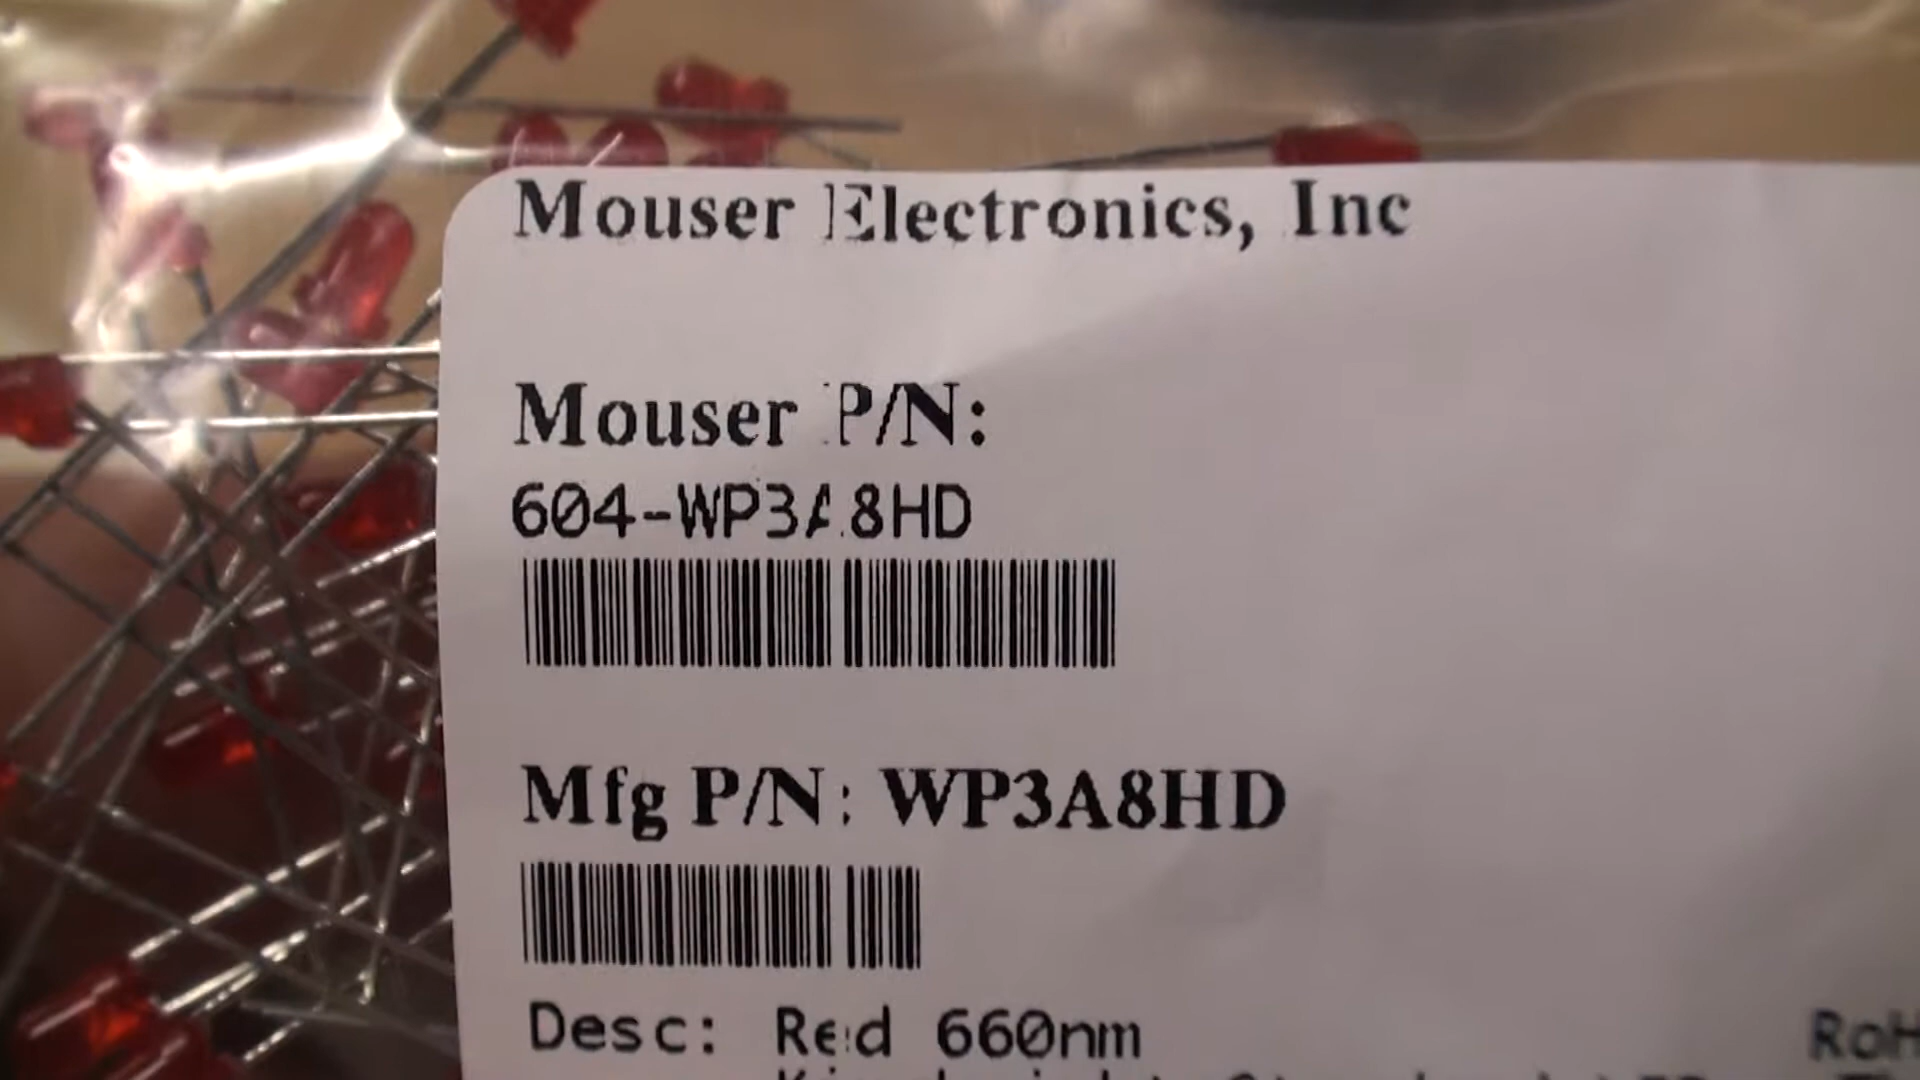 Mouser Electronics, Inc
Mouser P/N:
604-WP3A8HD
Mfg P/N: WP3A8HD
Desc: Red 660nm